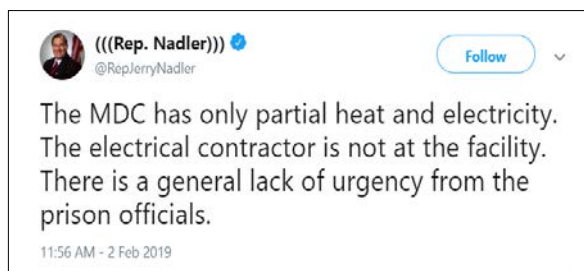 (((Rep. Nadler)))
@RepJerryNadler
Follow
The MDC has only partial heat and electricity.
The electrical contractor is not at the facility.
There is a general lack of urgency from the
prison officials.
11:56 AM - 2 Feb 2019